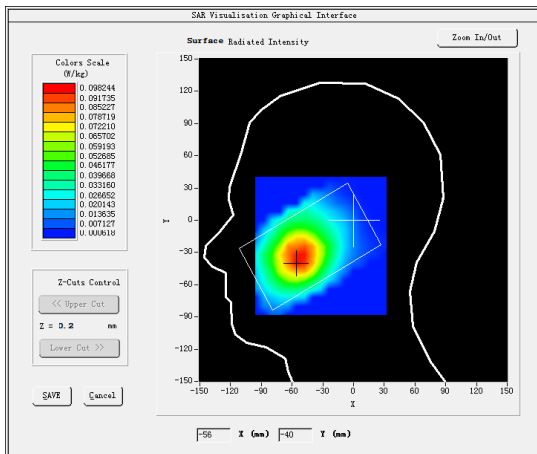 SAR Visualisation Graphical Interface
Surface Radiated Intensity
Zoom In/Out
Colors Scale
(W/kg)
0.098244
0.091735
0.085227
0.078719
0.072210
0.065702
0.059193
0.052685
0.046177
0.039668
0.033160
0.026652
0.020143
0.013635
0.007127
0.000618
Z-Cuts Control
<< Upper Cut
Z = 0.2 mm
Lower Cut >>
SAVE
Cancel
150
120
90
60
30
0
-30
-60
-90
-120
-150
Y
-150 -120 -90 -60 -30 0 30 60 90 120 150
X
-56 X (mm) -40 Y (mm)